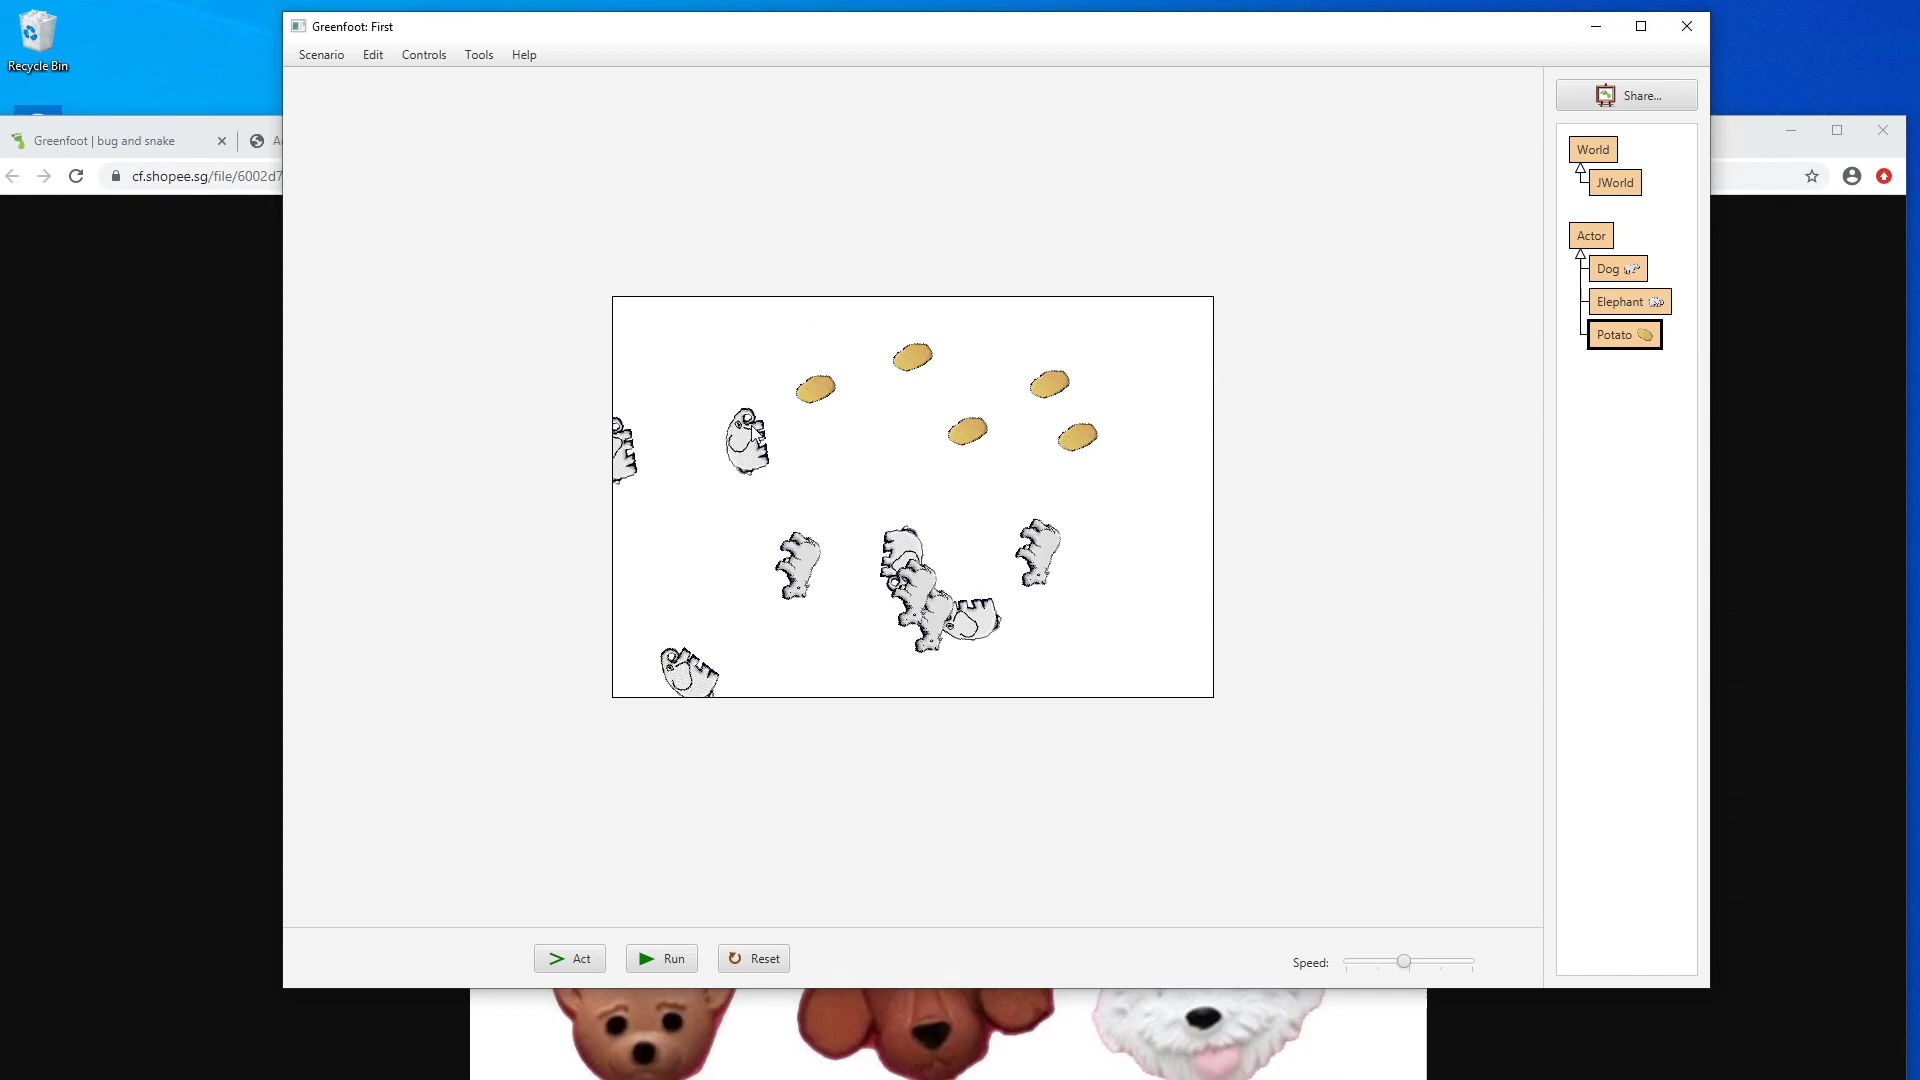 Recycle Bin
Greenfoot: First
Scenario Edit Controls Tools Help
Greenfoot | bug and snake
cf.shopee.sg/file/6002d7
Share...
World
JWorld
Actor
Dog
Elephant
Potato
Act
Run
Reset
Speed: